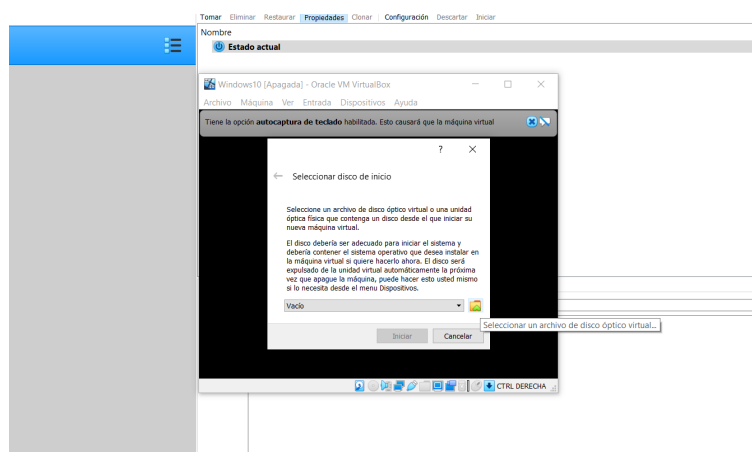 Tomar Eliminar Restaurar Propiedades Clonar Configuración Descartar Iniciar
Nombre
Estado actual
Windows10 [Apagada] - Oracle VM VirtualBox
Archivo Máquina Ver Entrada Dispositivos Ayuda
Tiene la opción autocaptura de teclado habilitada. Esto causará que la máquina virtual
?
Seleccionar disco de inicio
Seleccione un archivo de disco óptico virtual o una unidad
óptica física que contenga un disco desde el que iniciar su
nueva máquina virtual.
El disco debería ser adecuado para iniciar el sistema y
debería contener el sistema operativo que desea instalar en
la máquina virtual si quiere hacerlo ahora. El disco será
expulsado de la unidad virtual automáticamente la próxima
vez que apague la máquina, puede hacer esto usted mismo
si lo necesita desde el menu Dispositivos.
Vacío
Seleccionar un archivo de disco óptico virtual...
Iniciar Cancelar
CTRL DERECHA